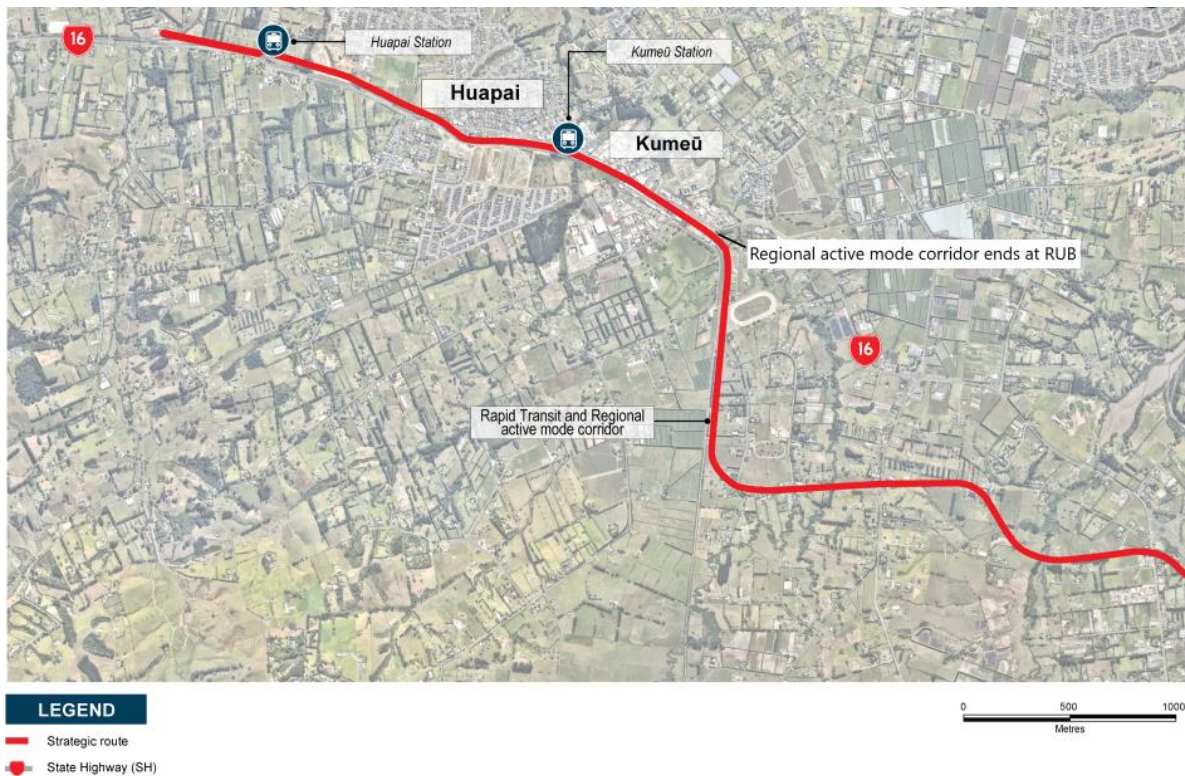 16
Huapai Station
Kumeū Station
Huapai
Kumeū
Regional active mode corridor ends at RUB
16
Rapid Transit and Regional
active mode corridor
LEGEND
Strategic route
State Highway (SH)
0 500 1000
Metres